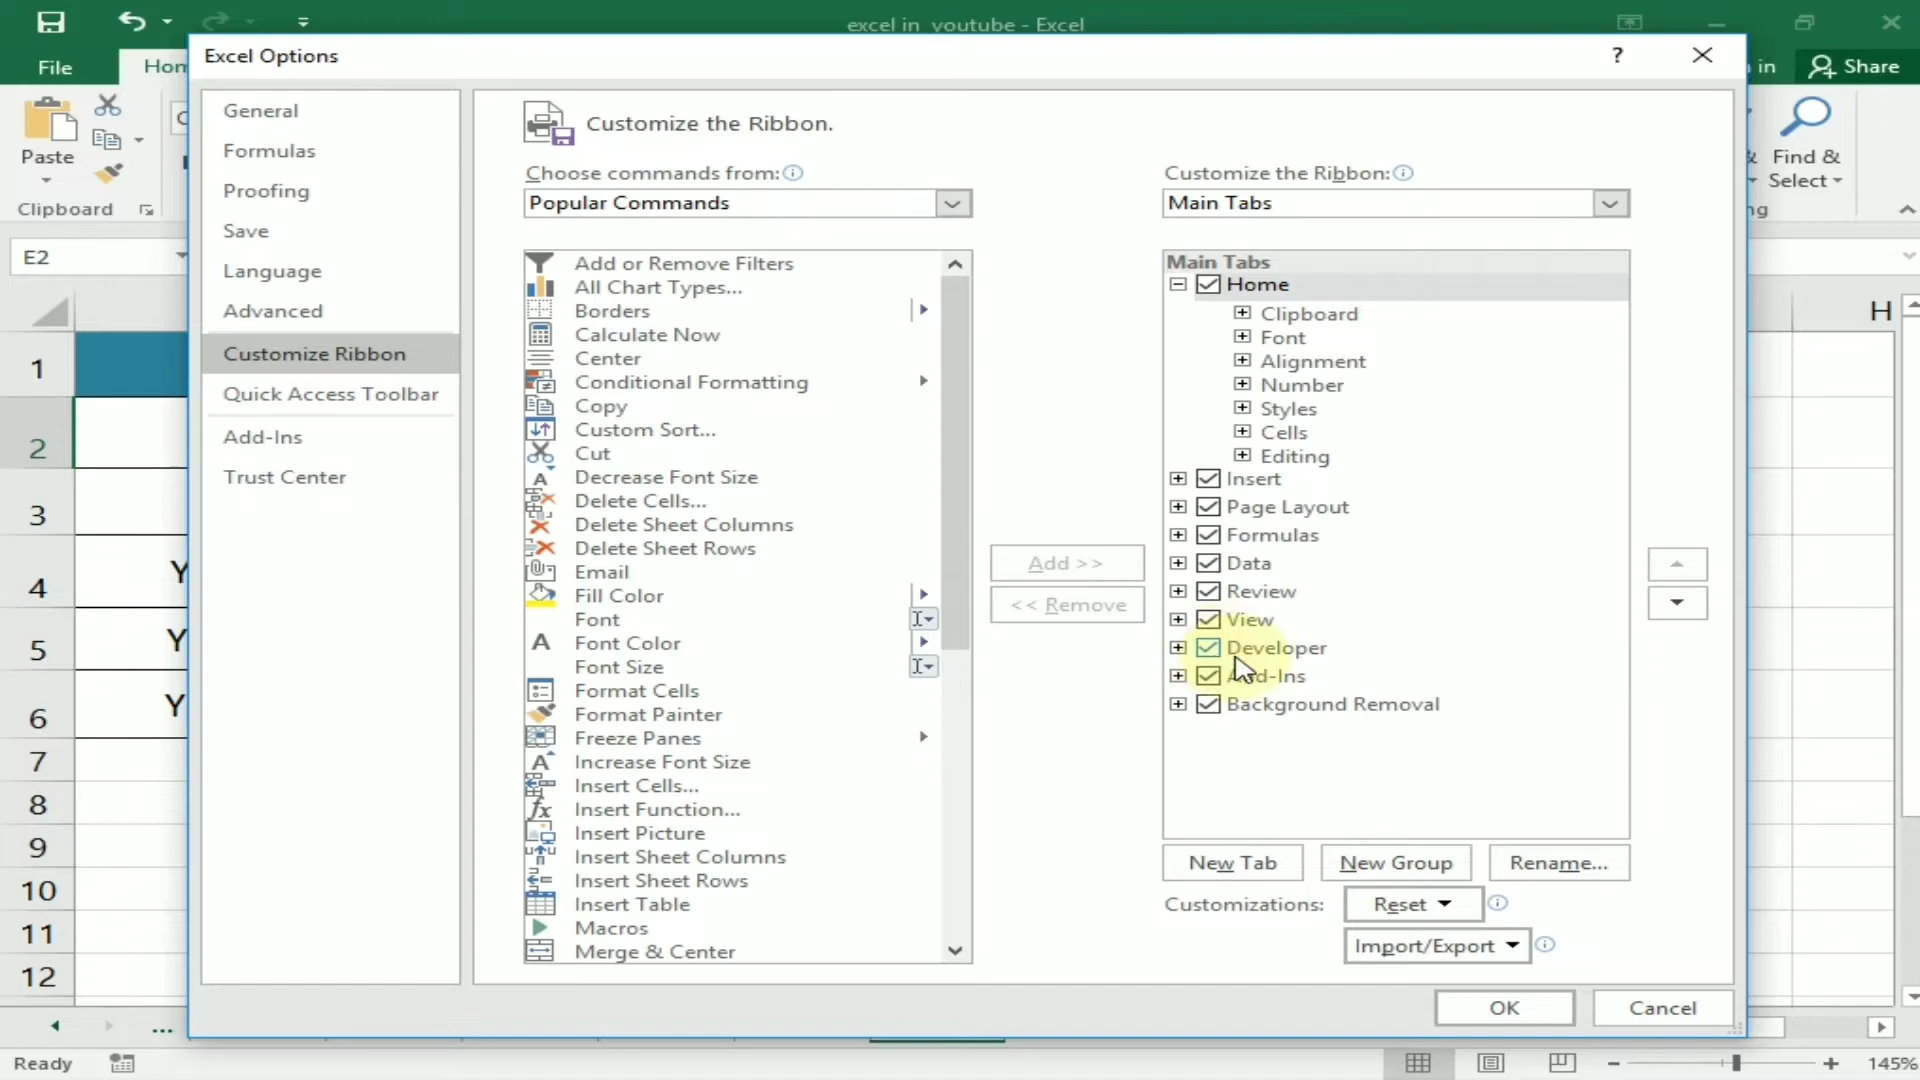 excel in youtube - Excel
File
Hom
in
Share
Excel Options
?
Paste
Clipboard
Find &
Select
E2
General
Formulas
Proofing
Save
Language
Advanced
Customize Ribbon
Quick Access Toolbar
Add-Ins
Trust Center
Customize the Ribbon.
Choose commands from:
Popular Commands
Add or Remove Filters
All Chart Types...
Borders
Calculate Now
Center
Conditional Formatting
Copy
Custom Sort...
Cut
Decrease Font Size
Delete Cells...
Delete Sheet Columns
Delete Sheet Rows
Email
Fill Color
Font
Font Color
Font Size
Format Cells
Format Painter
Freeze Panes
Increase Font Size
Insert Cells...
Insert Function...
Insert Picture
Insert Sheet Columns
Insert Sheet Rows
Insert Table
Macros
Merge & Center
Add >>
<< Remove
Customize the Ribbon:
Main Tabs
Main Tabs
Home
Clipboard
Font
Alignment
Number
Styles
Cells
Editing
Insert
Page Layout
Formulas
Data
Review
View
Developer
Add-Ins
Background Removal
New Tab
New Group
Rename...
Customizations:
Reset
Import/Export
OK
Cancel
H
1
2
3
4
Y
5
Y
6
Y
7
8
9
10
11
12
...
Ready
145%